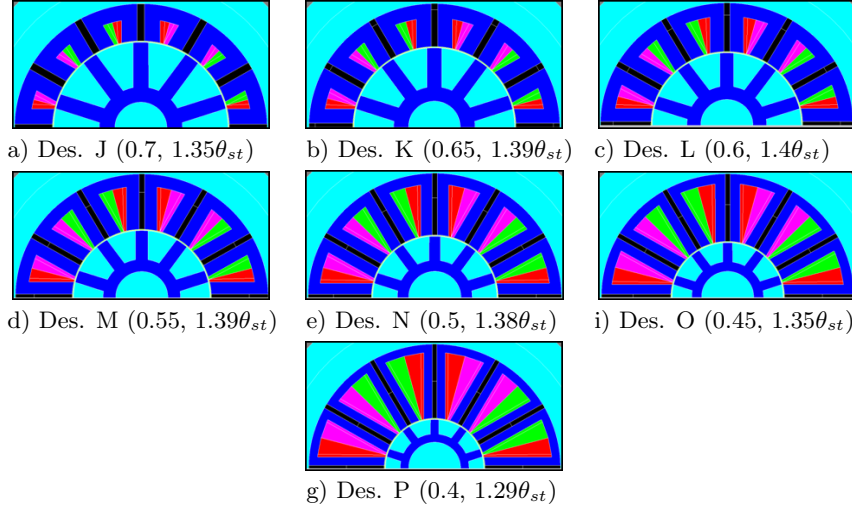 a) Des. J (0.7, 1.35θst)
b) Des. K (0.65, 1.39θst)
c) Des. L (0.6, 1.4θst)
d) Des. M (0.55, 1.39θst)
e) Des. N (0.5, 1.38θst)
i) Des. O (0.45, 1.35θst)
g) Des. P (0.4, 1.29θst)